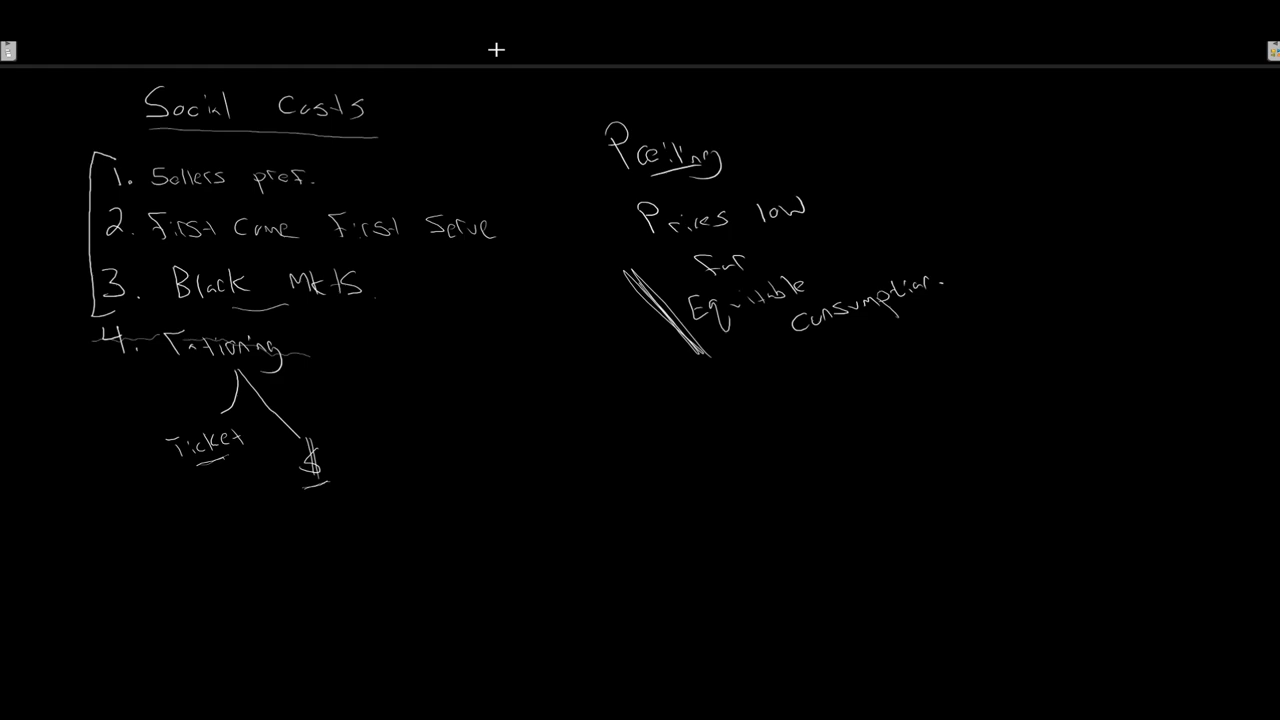 Social Costs
1. Sellers pref.
2. First Come First Serve
3. Black Mkts.
4. rationing
Ticket
$
Pceiling
Prices low
for
Equitable
consumption.